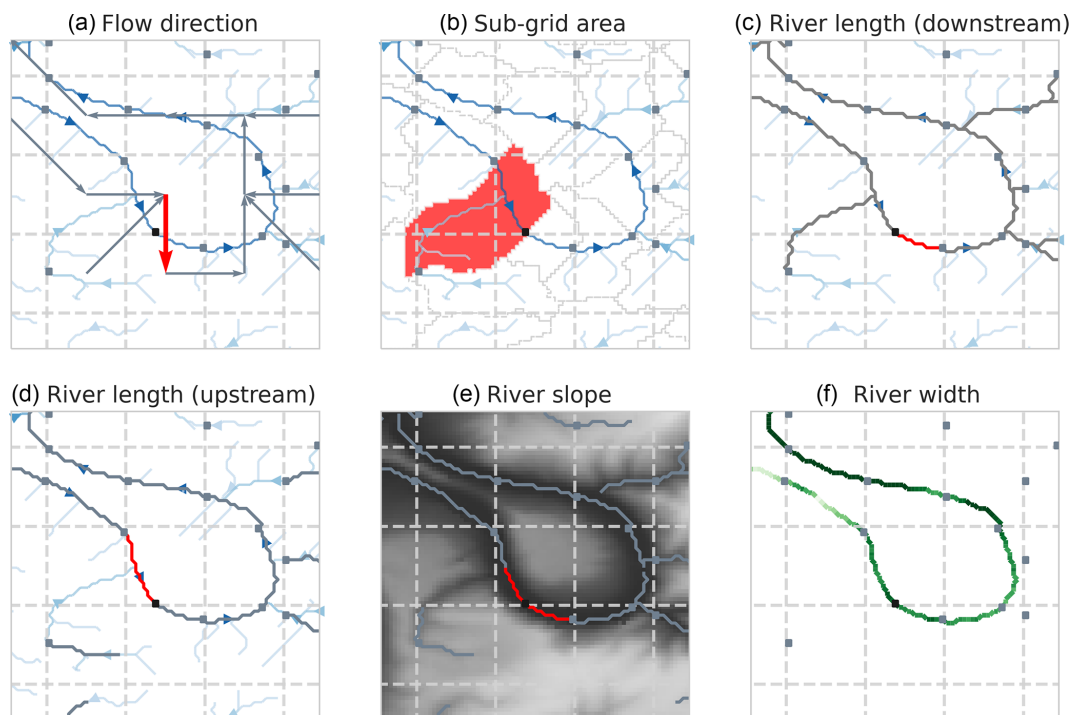 (a) Flow direction
(b) Sub-grid area
(c) River length (downstream)
(d) River length (upstream)
(e) River slope
(f) River width